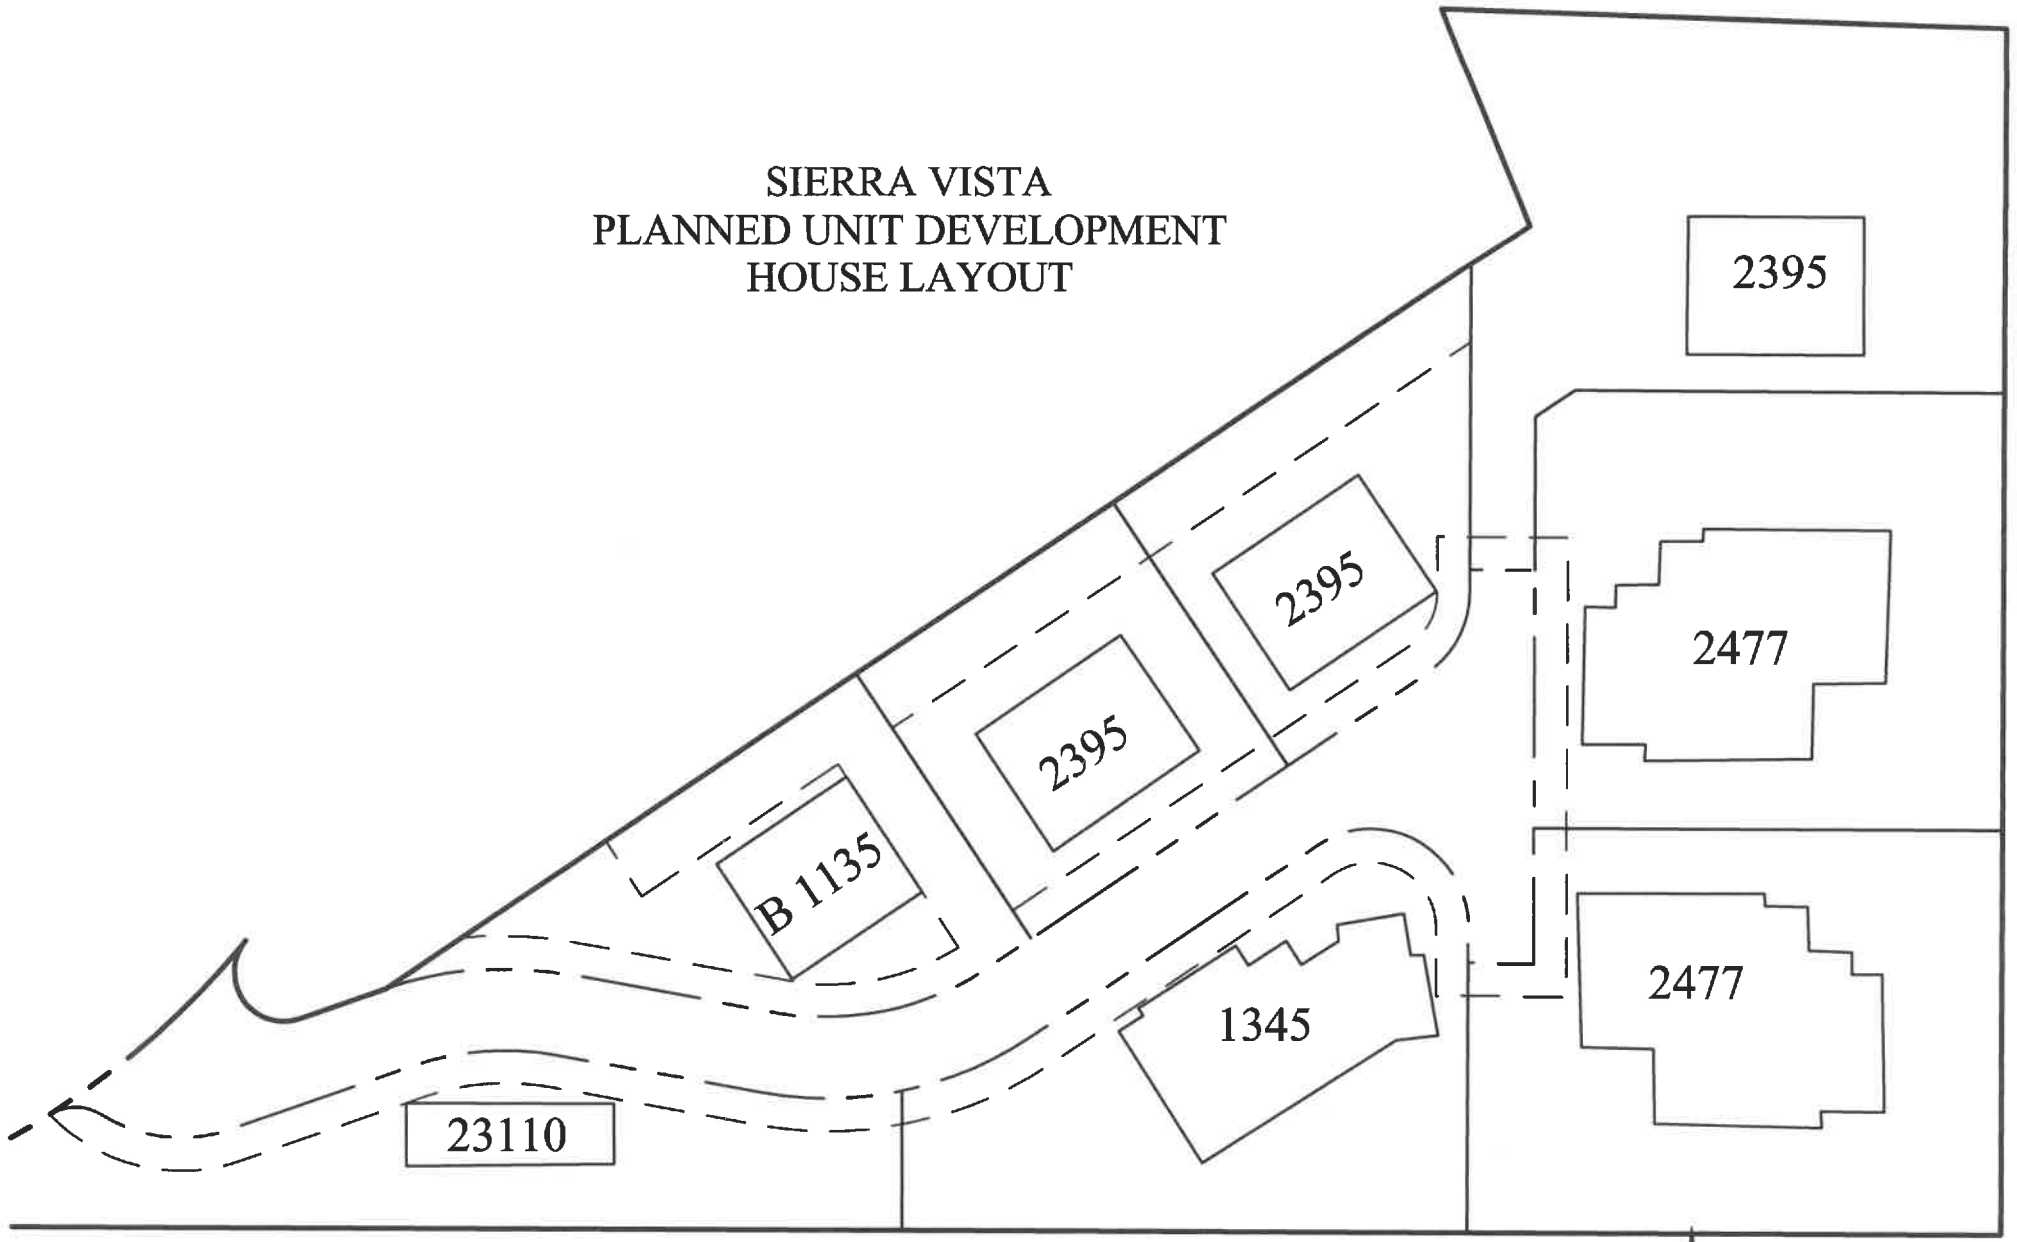 SIERRA VISTA
PLANNED UNIT DEVELOPMENT
HOUSE LAYOUT
2395
2395
2477
2395
B 1135
2477
1345
23110